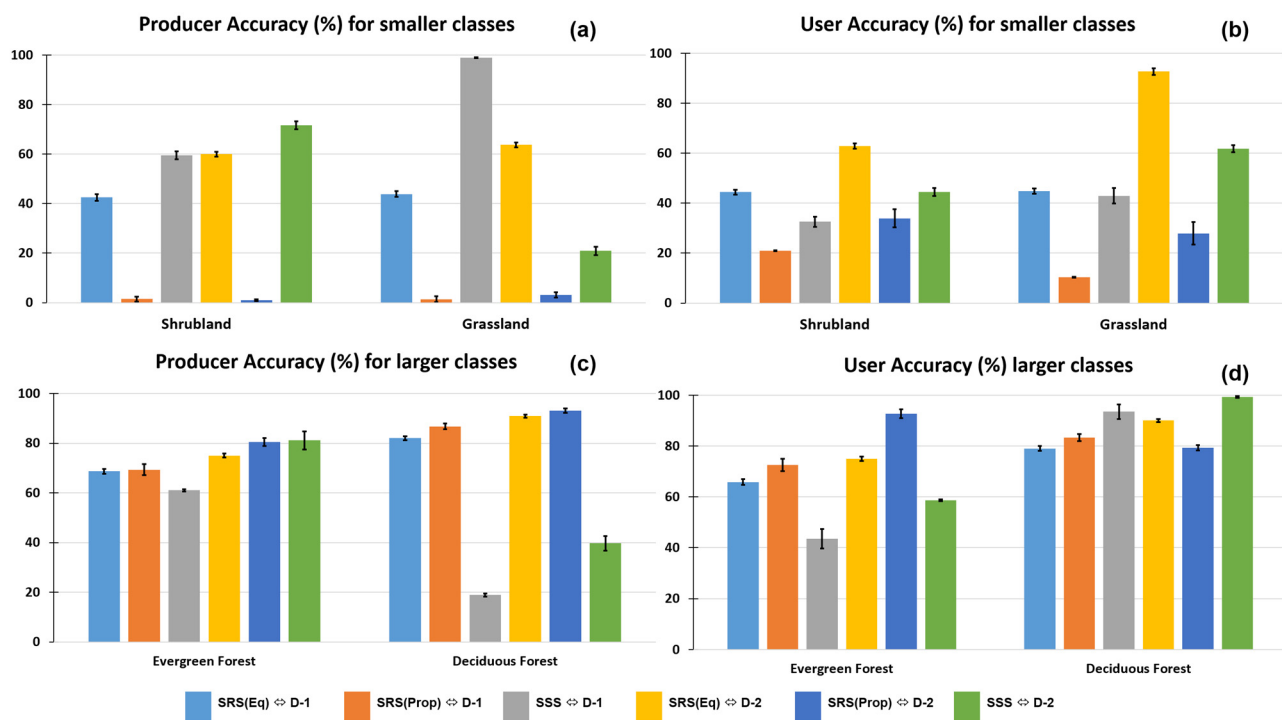 Producer Accuracy (%) for smaller classes (a)
100
80
60
40
20
0
Shrubland Grassland
User Accuracy (%) for smaller classes (b)
100
80
60
40
20
0
Shrubland Grassland
Producer Accuracy (%) for larger classes (c)
100
80
60
40
20
0
Evergreen Forest Deciduous Forest
User Accuracy (%) larger classes (d)
100
80
60
40
20
0
Evergreen Forest Deciduous Forest
SRS(Eq) ⇔ D-1 SRS(Prop) ⇔ D-1 SSS ⇔ D-1 SRS(Eq) ⇔ D-2 SRS(Prop) ⇔ D-2 SSS ⇔ D-2